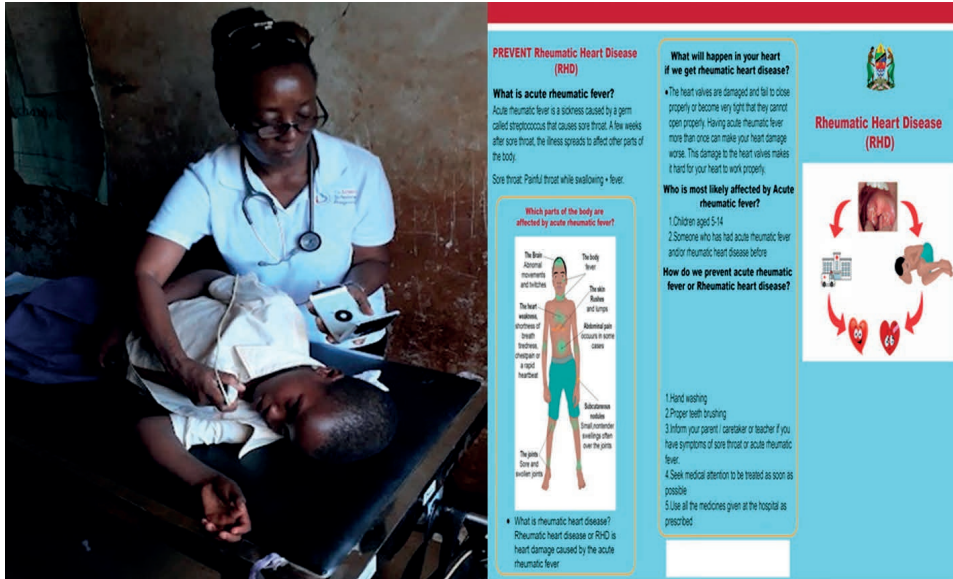 PREVENT Rheumatic Heart Disease
(RHD)
What is acute rheumatic fever?
Acute rheumatic fever is a sickness caused by a germ
called streptococcus that causes sore throat. A few weeks
after sore throat, the illness spreads to affect other parts of
the body.
Sore throat: Painful throat while swallowing + fever.
Which parts of the body are
affected by acute rheumatic fever?
The Brain
Abnomal
movements
and twitches
The heart
weakness,
shortness of
breath
tiredness,
chestpain or
a rapid
heartbeat
The joints
Sore and
swollen joints
The body
fever
The skin
Rushes
and lumps
Abdominal pain
occuurs in some
cases
Subcutaneous
nodules
Small,nontender
swellings often
over the joints
• What is rheumatic heart disease?
Rheumatic heart disease or RHD is
heart damage caused by the acute
rheumatic fever
What will happen in your heart
if we get rheumatic heart disease?
•The heart valves are damaged and fail to close
properly or become very tight that they cannot
open properly. Having acute rheumatic fever
more than once can make your heart damage
worse. This damage to the heart valves makes
it hard for your heart to work properly.
Who is most likely affected by Acute
rheumatic fever?
1.Children aged 5-14
2.Someone who has had acute rheumatic fever
and/or rheumatic heart disease before
How do we prevent acute rheumatic
fever or Rheumatic heart disease?
1.Hand washing
2.Proper teeth brushing
3.Inform your parent / caretaker or teacher if you
have symptoms of sore throat or acute rheumatic
fever.
4.Seek medical attention to be treated as soon as
possible
5.Use all the medicines given at the hospital as
prescribed
Rheumatic Heart Disease
(RHD)